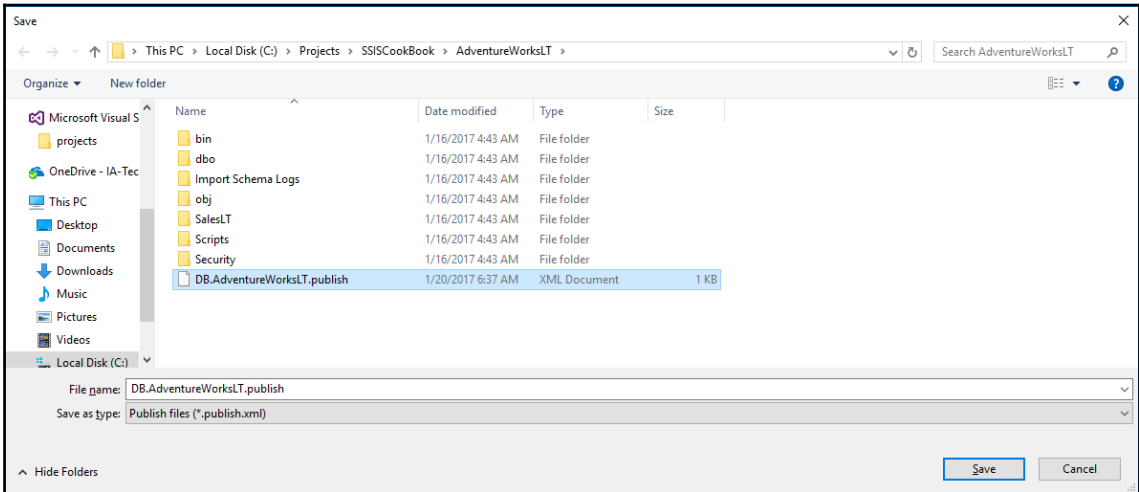 Save
This PC > Local Disk (C:) > Projects > SSISCookBook > AdventureWorksLT >
Search AdventureWorksLT
Organize
New folder
Microsoft Visual S
projects
OneDrive - IA-Tec
This PC
Desktop
Documents
Downloads
Music
Pictures
Videos
Local Disk (C:)
Name Date modified Type Size
bin 1/16/2017 4:43 AM File folder
dbo 1/16/2017 4:43 AM File folder
Import Schema Logs 1/16/2017 4:43 AM File folder
obj 1/16/2017 4:43 AM File folder
SalesLT 1/16/2017 4:43 AM File folder
Scripts 1/16/2017 4:43 AM File folder
Security 1/16/2017 4:43 AM File folder
DB.AdventureWorksLT.publish 1/20/2017 6:37 AM XML Document 1 KB
File name: DB.AdventureWorksLT.publish
Save as type: Publish files (*.publish.xml)
Hide Folders
Save
Cancel